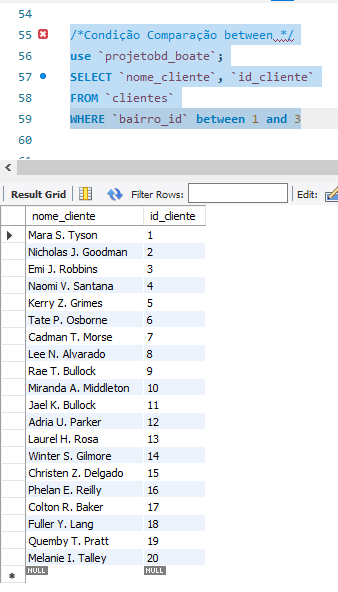 54
55 /*Condição Comparação between */
56 use `projetobd_boate`;
57 SELECT `nome_cliente`, `id_cliente`
58 FROM `clientes`
59 WHERE `bairro_id` between 1 and 3
60
Result Grid Filter Rows: Edit:
nome_cliente id_cliente
Mara S. Tyson 1
Nicholas J. Goodman 2
Emi J. Robbins 3
Naomi V. Santana 4
Kerry Z. Grimes 5
Tate P. Osborne 6
Cadman T. Morse 7
Lee N. Alvarado 8
Rae T. Bullock 9
Miranda A. Middleton 10
Jael K. Bullock 11
Adria U. Parker 12
Laurel H. Rosa 13
Winter S. Gilmore 14
Christen Z. Delgado 15
Phelan E. Reilly 16
Colton R. Baker 17
Fuller Y. Lang 18
Quemby T. Pratt 19
Melanie I. Talley 20
NULL NULL